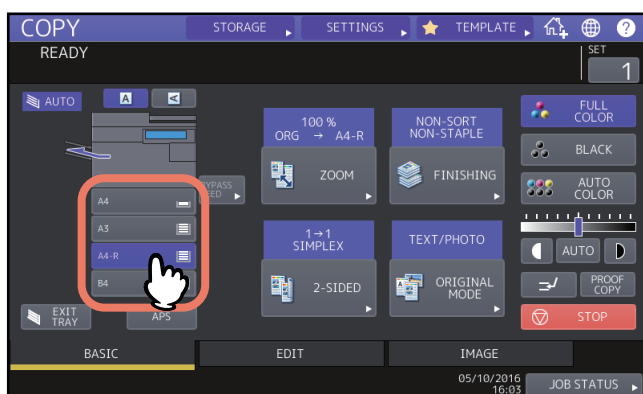 COPY
STORAGE
SETTINGS
TEMPLATE
?
READY
SET
1
AUTO
A
A
100 %
ORG → A4-R
ZOOM
NON-SORT
NON-STAPLE
FINISHING
FULL
COLOR
BLACK
AUTO
COLOR
A4
A3
A4-R
B4
BYPASS
FEED
1→1
SIMPLEX
2-SIDED
TEXT/PHOTO
ORIGINAL
MODE
AUTO
PROOF
COPY
EXIT
TRAY
APS
STOP
BASIC
EDIT
IMAGE
05/10/2016
16:03
JOB STATUS